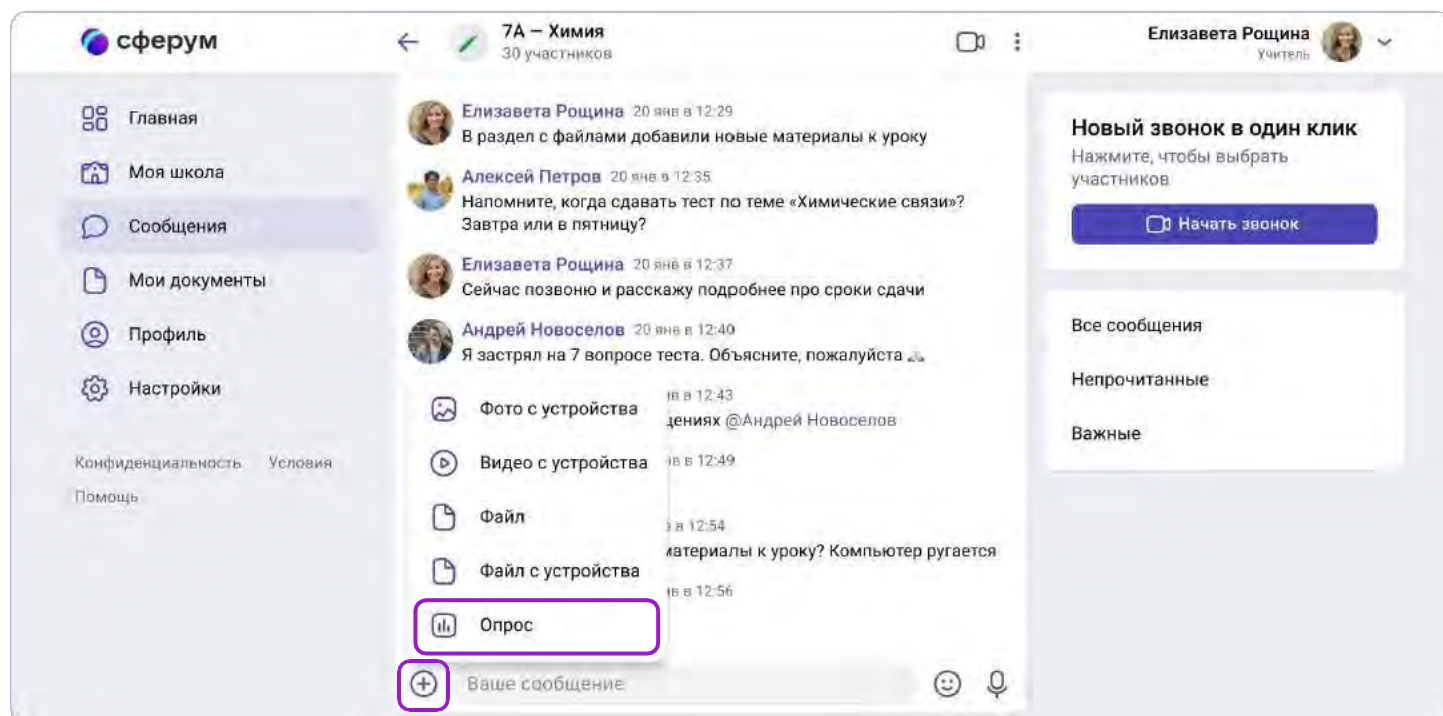 сферум
7А — Химия
30 участников
Елизавета Рощина
Учитель
Главная
Моя школа
Сообщения
Мои документы
Профиль
Настройки
Конфиденциальность Условия
Помощь
Елизавета Рощина 20 янв в 12:29
В раздел с файлами добавили новые материалы к уроку
Алексей Петров 20 янв в 12:35
Напомните, когда сдавать тест по теме «Химические связи»?
Завтра или в пятницу?
Елизавета Рощина 20 янв в 12:37
Сейчас позвоню и расскажу подробнее про сроки сдачи
Андрей Новоселов 20 янв в 12:40
Я застрял на 7 вопросе теста. Объясните, пожалуйста
в 12:43
@Андрей Новоселов
в 12:49
в 12:54
материалы к уроку? Компьютер ругается
в 12:56
Фото с устройства
Видео с устройства
Файл
Файл с устройства
Опрос
Ваше сообщение
Новый звонок в один клик
Нажмите, чтобы выбрать
участников
Начать звонок
Все сообщения
Непрочитанные
Важные